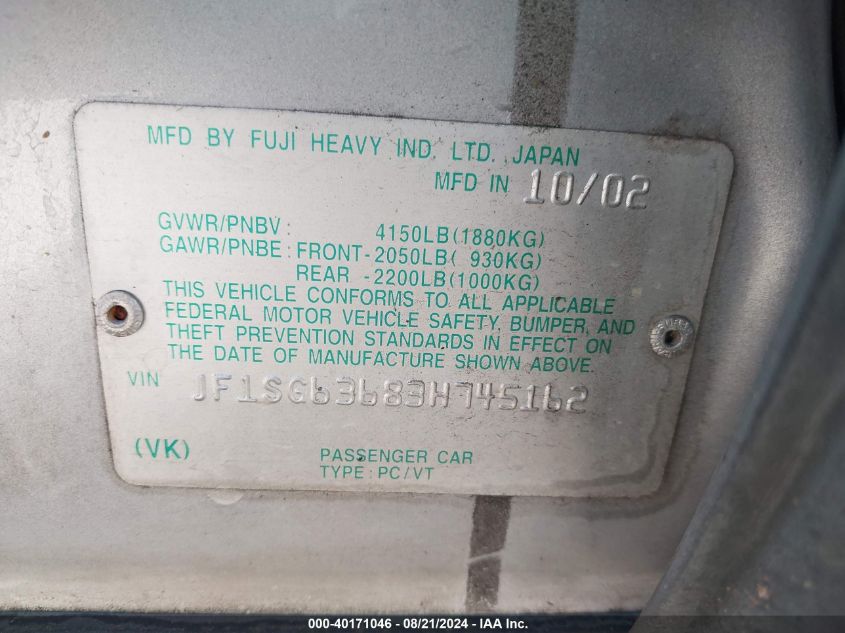 MFD BY FUJI HEAVY IND. LTD. JAPAN
MFD IN 10/02
GVWR/PNBV: 4150LB(1880KG)
GAWR/PNBE: FRONT-2050LB( 930KG)
REAR -2200LB(1000KG)
THIS VEHICLE CONFORMS TO ALL APPLICABLE
FEDERAL MOTOR VEHICLE SAFETY, BUMPER, AND
THEFT PREVENTION STANDARDS IN EFFECT ON
THE DATE OF MANUFACTURE SHOWN ABOVE.
VIN JF1SG63683H745162
(VK) PASSENGER CAR
TYPE:PC/VT
000-40171046 - 08/21/2024 - IAAI - Copart Inc.